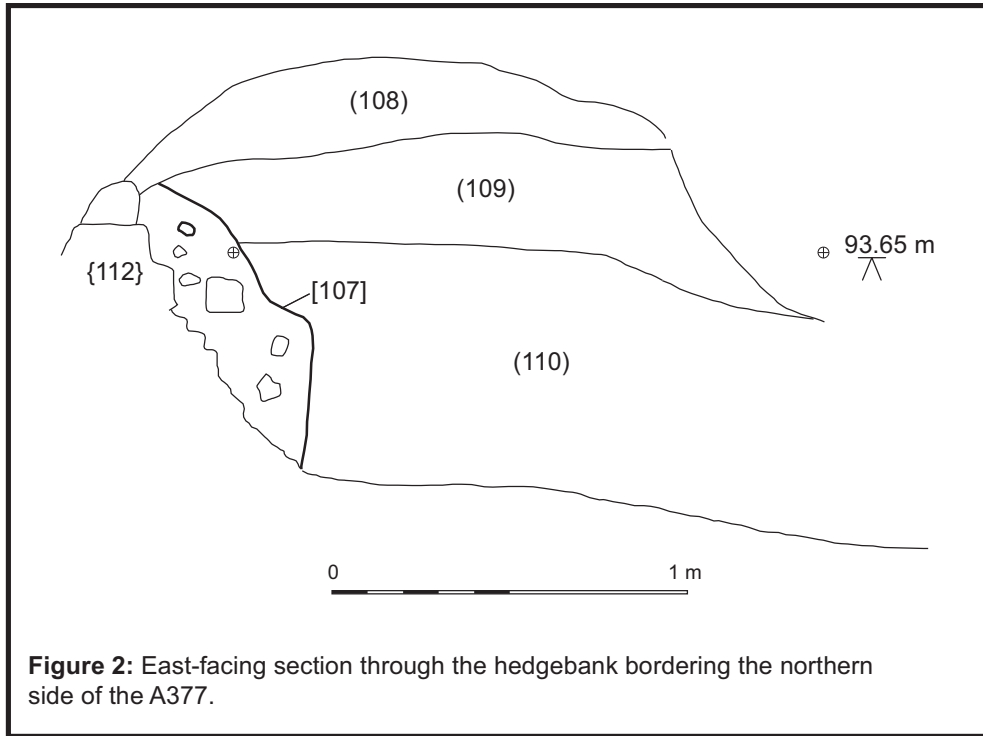 (108)
(109)
93.65 m
{112}
[107]
(110)
0 1 m
Figure 2: East-facing section through the hedgebank bordering the northern
side of the A377.